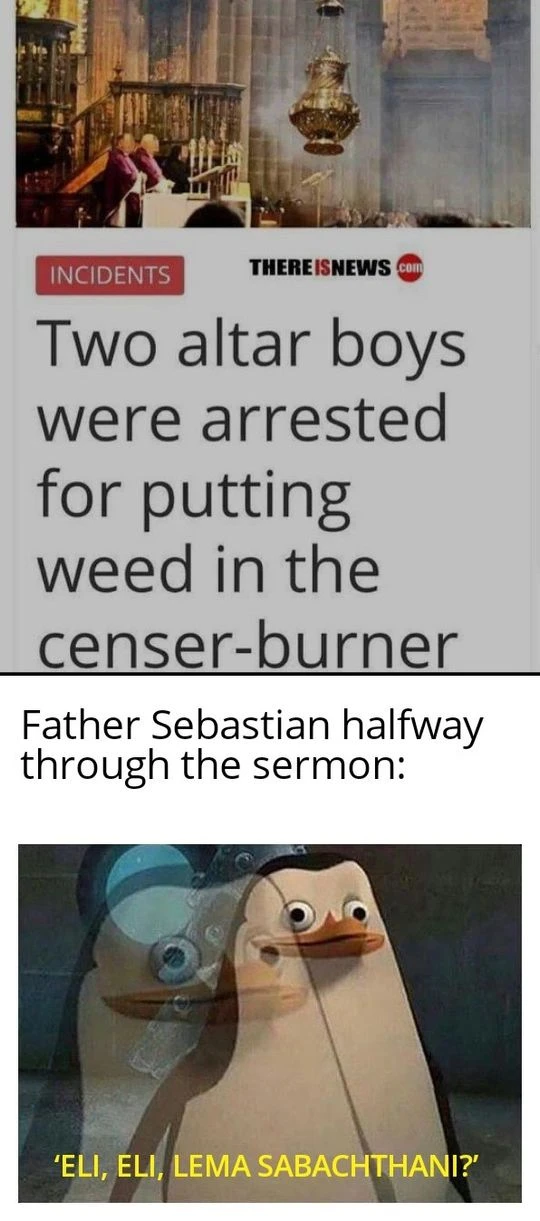 INCIDENTS
THEREISNEWS.com
Two altar boys
were arrested
for putting
weed in the
censer-burner
Father Sebastian halfway
through the sermon:
‘ELI, ELI, LEMA SABACHTHANI?’